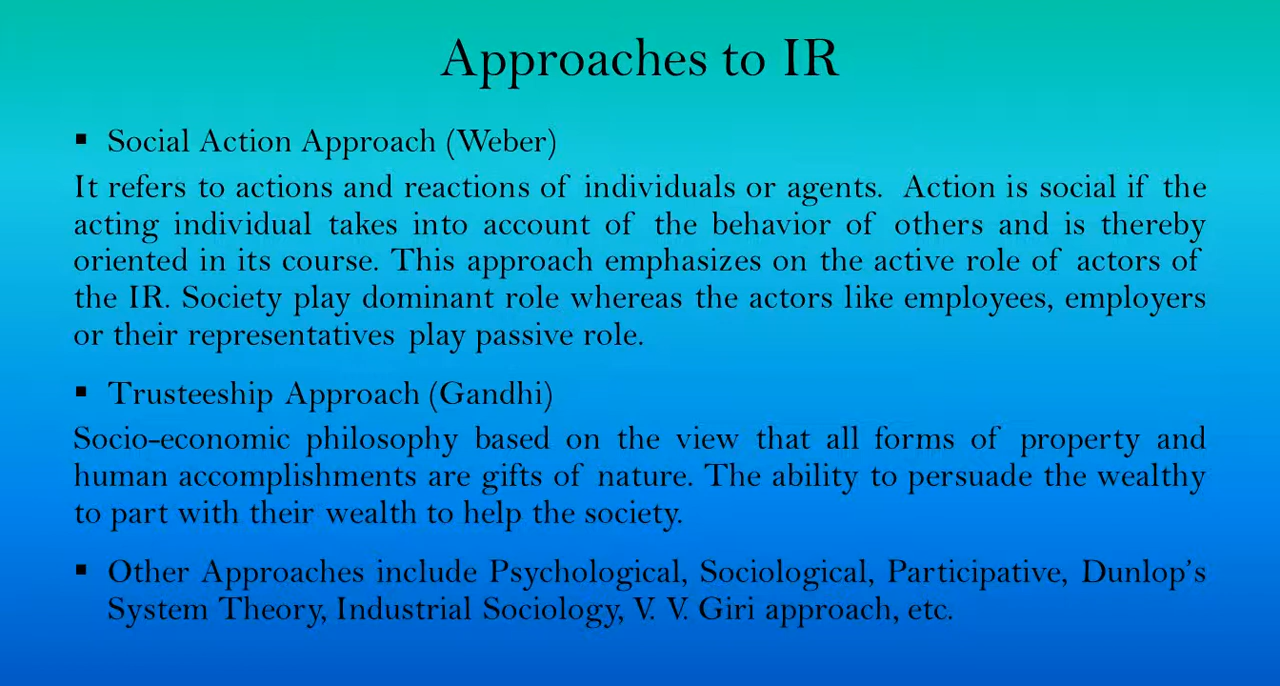 Approaches to IR
▪ Social Action Approach (Weber)
It refers to actions and reactions of individuals or agents. Action is social if the
acting individual takes into account of the behavior of others and is thereby
oriented in its course. This approach emphasizes on the active role of actors of
the IR. Society play dominant role whereas the actors like employees, employers
or their representatives play passive role.
▪ Trusteeship Approach (Gandhi)
Socio-economic philosophy based on the view that all forms of property and
human accomplishments are gifts of nature. The ability to persuade the wealthy
to part with their wealth to help the society.
▪ Other Approaches include Psychological, Sociological, Participative, Dunlop's
System Theory, Industrial Sociology, V. V. Giri approach, etc.